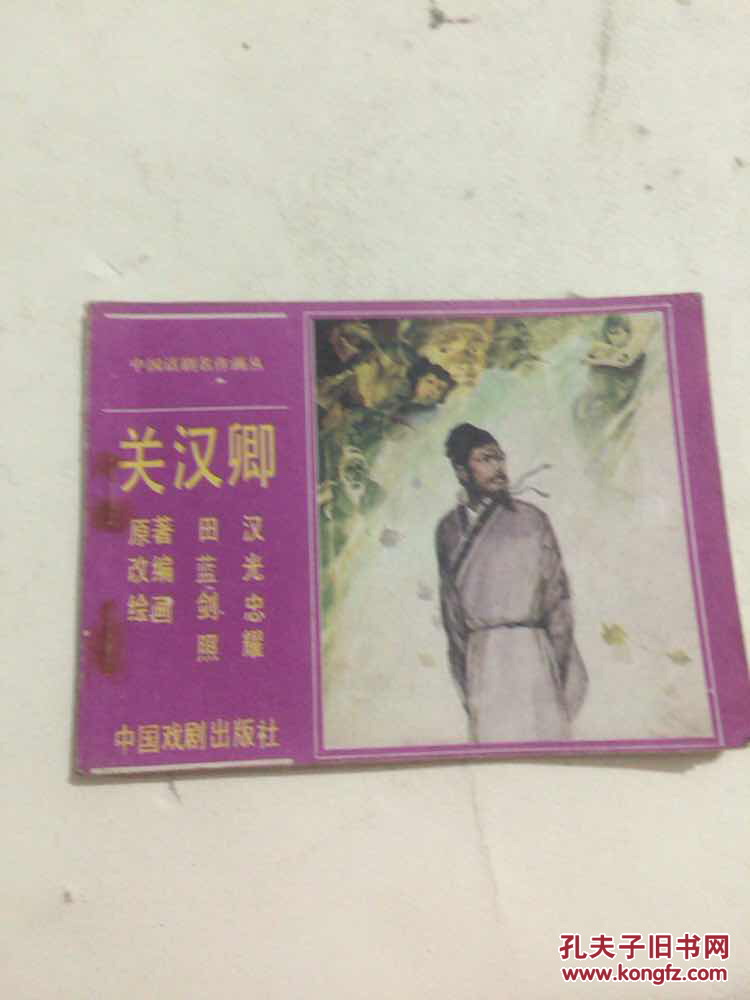 中国话剧名作画丛
关汉卿
原著 田 汉
改编 蓝 光
绘画 剑 忠
照 耀
中国戏剧出版社
孔夫子旧书网
www.kongfz.com